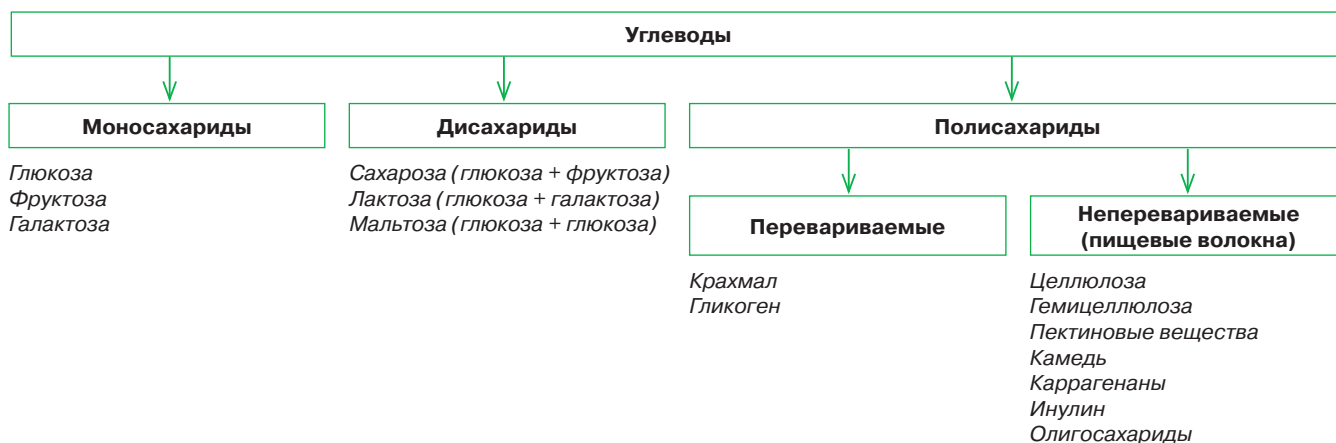 Углеводы
Моносахариды
Глюкоза
Фруктоза
Галактоза
Дисахариды
Сахароза (глюкоза + фруктоза)
Лактоза (глюкоза + галактоза)
Мальтоза (глюкоза + глюкоза)
Полисахариды
Перевариваемые
Крахмал
Гликоген
Неперевариваемые
(пищевые волокна)
Целлюлоза
Гемицеллюлоза
Пектиновые вещества
Камедь
Каррагенаны
Инулин
Олигосахариды